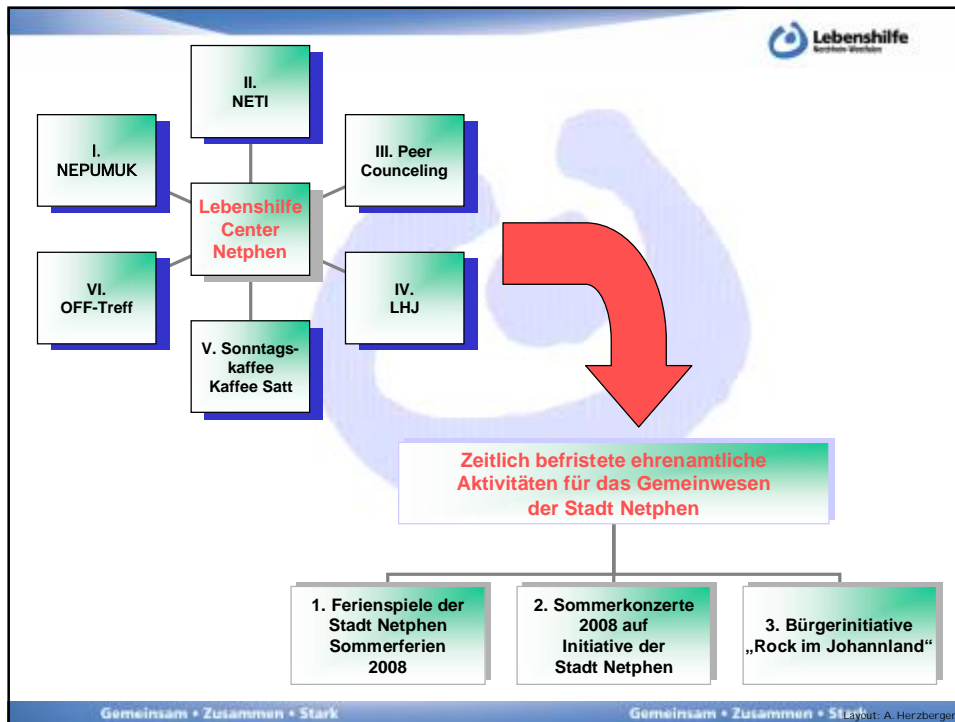 Lebenshilfe
Nordrhein-Westfalen
II.
NETI
I.
NEPUMUK
III. Peer
Counceling
Lebenshilfe
Center
Netphen
VI.
OFF-Treff
IV.
LHJ
V. Sonntags-
kaffee
Kaffee Satt
Zeitlich befristete ehrenamtliche
Aktivitäten für das Gemeinwesen
der Stadt Netphen
1. Ferienspiele der
Stadt Netphen
Sommerferien
2008
2. Sommerkonzerte
2008 auf
Initiative der
Stadt Netphen
3. Bürgerinitiative
„Rock im Johannland“
Gemeinsam • Zusammen • Stark
Gemeinsam • Zusammen • Stark
Layout: A. Herzberger